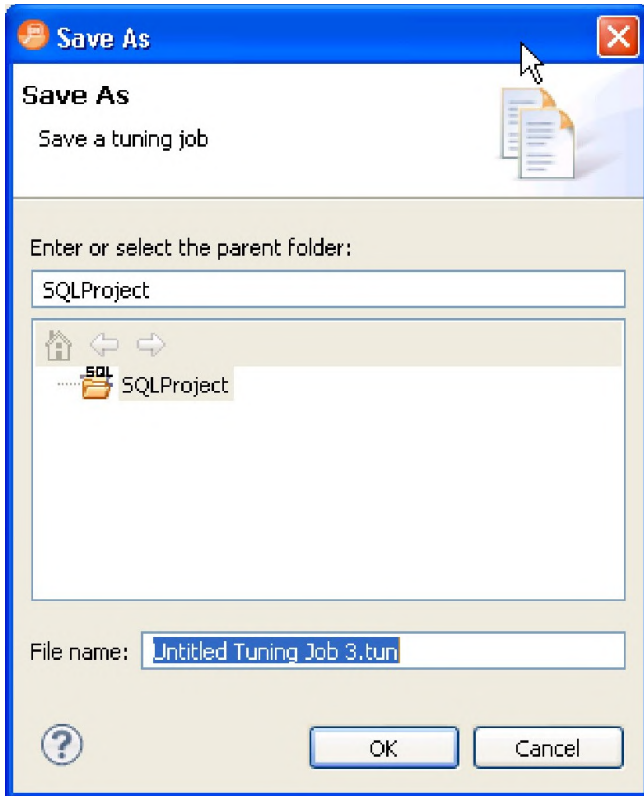 Save As
Save As
Save a tuning job
Enter or select the parent folder:
SQLProject
SQL
SQLProject
File name: Untitled Tuning Job 3.tun
? OK Cancel